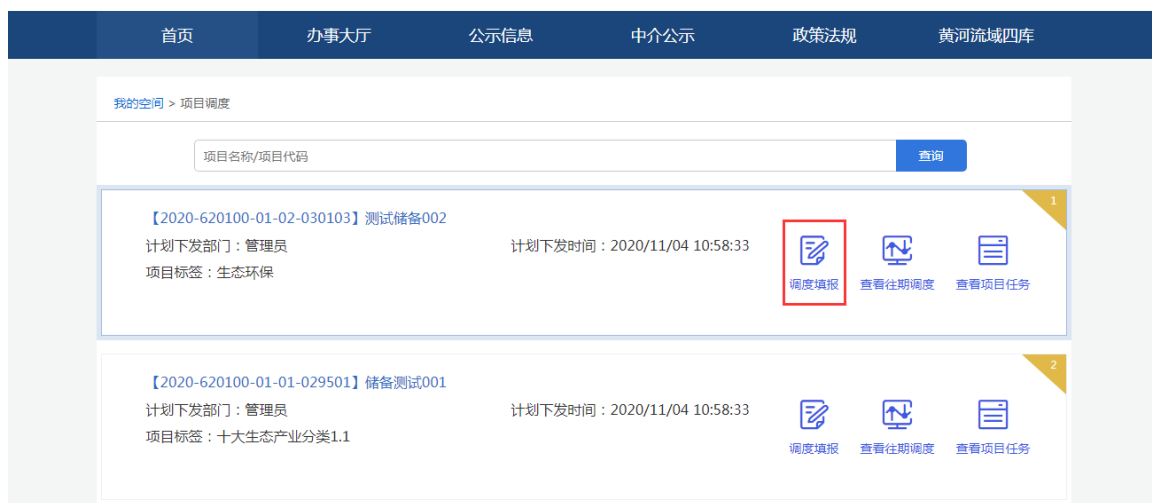 首页 办事大厅 公示信息 中介公示 政策法规 黄河流域四库
我的空间 > 项目调度
项目名称/项目代码 查询
1
【2020-620100-01-02-030103】测试储备002
计划下发部门：管理员 计划下发时间：2020/11/04 10:58:33
项目标签：生态环保
调度填报 查看往期调度 查看项目任务
2
【2020-620100-01-01-029501】储备测试001
计划下发部门：管理员 计划下发时间：2020/11/04 10:58:33
项目标签：十大生态产业分类1.1
调度填报 查看往期调度 查看项目任务